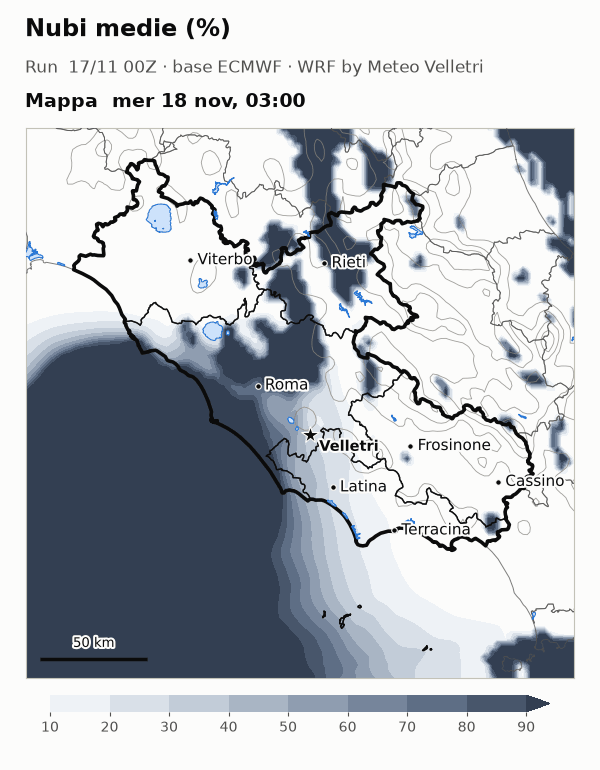 Nubi medie (%)
Run 17/11 00Z · base ECMWF · WRF by Meteo Velletri
Mappa mer 18 nov, 03:00
Viterbo
Rieti
Roma
Velletri
Frosinone
Cassino
Latina
Terracina
50 km
10 20 30 40 50 60 70 80 90